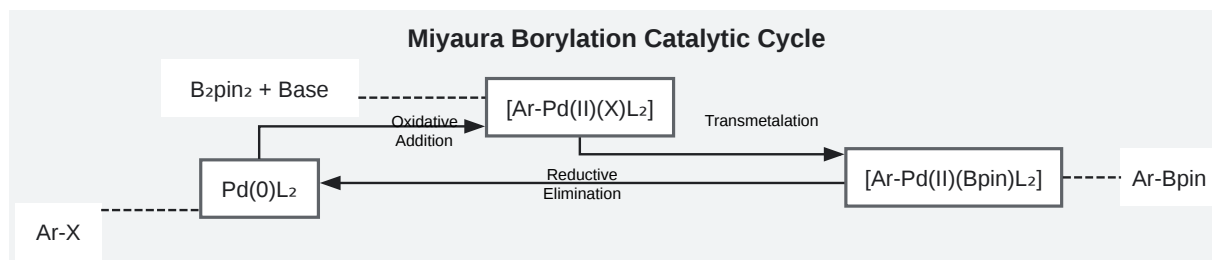 Miyaura Borylation Catalytic Cycle
B₂pin₂ + Base
[Ar-Pd(II)(X)L₂]
Oxidative
Addition
Transmetalation
Pd(0)L₂
Reductive
Elimination
[Ar-Pd(II)(Bpin)L₂]
Ar-Bpin
Ar-X